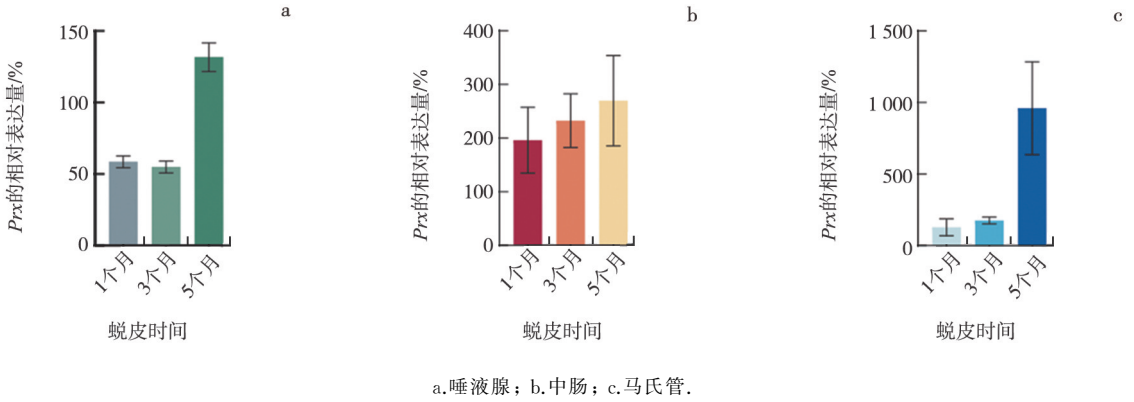 a
Prx的相对表达量/%
150
100
50
0
1个月
3个月
5个月
蜕皮时间
b
Prx的相对表达量/%
400
300
200
100
0
1个月
3个月
5个月
蜕皮时间
c
Prx的相对表达量/%
1 500
1 000
500
0
1个月
3个月
5个月
蜕皮时间
a.唾液腺；b.中肠；c.马氏管.